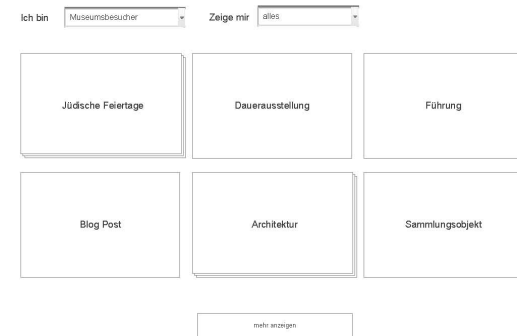 Ich bin Museumsbesucher Zeige mir alles
Jüdische Feiertage Dauerausstellung Führung
Blog Post Architektur Sammlungsobjekt
mehr anzeigen